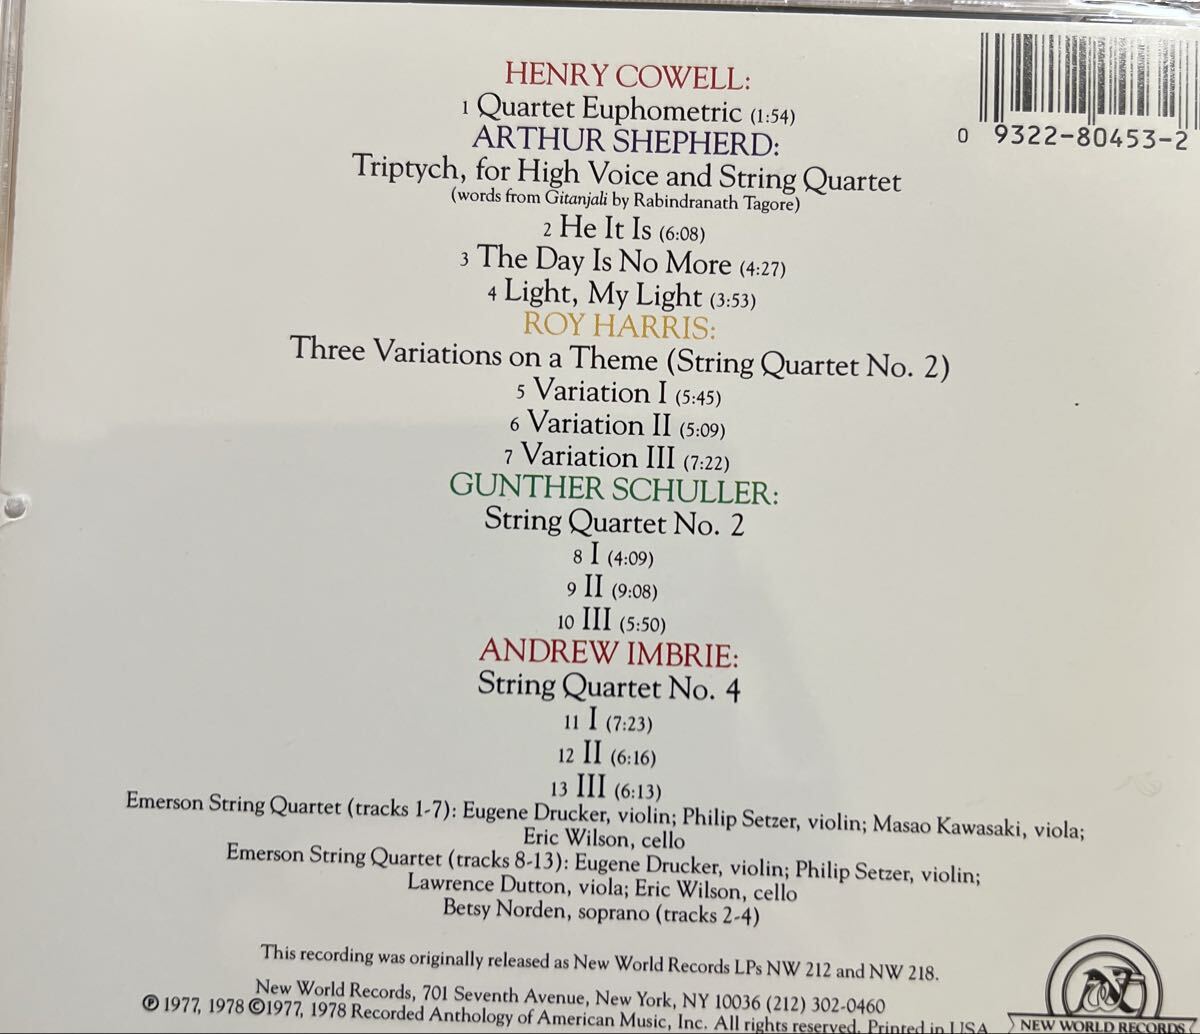 HENRY COWELL:
1 Quartet Euphometric (1:54)
ARTHUR SHEPHERD:
Triptych, for High Voice and String Quartet
(words from Gitanjali by Rabindranath Tagore)
2 He It Is (6:08)
3 The Day Is No More (4:27)
4 Light, My Light (3:53)
ROY HARRIS:
Three Variations on a Theme (String Quartet No. 2)
5 Variation I (5:45)
6 Variation II (5:09)
7 Variation III (7:22)
GUNTHER SCHULLER:
String Quartet No. 2
8 I (4:09)
9 II (9:08)
10 III (5:50)
ANDREW IMBRIE:
String Quartet No. 4
11 I (7:23)
12 II (6:16)
13 III (6:13)
Emerson String Quartet (tracks 1-7): Eugene Drucker, violin; Philip Setzer, violin; Masao Kawasaki, viola;
Eric Wilson, cello
Emerson String Quartet (tracks 8-13): Eugene Drucker, violin; Philip Setzer, violin;
Lawrence Dutton, viola; Eric Wilson, cello
Betsy Norden, soprano (tracks 2-4)
This recording was originally released as New World Records LPs NW 212 and NW 218.
New World Records, 701 Seventh Avenue, New York, NY 10036 (212) 302-0460
℗ 1977, 1978 ©1977, 1978 Recorded Anthology of American Music, Inc. All rights reserved. Printed in USA
0 9322-80453-2
NEW WORLD RECORDS